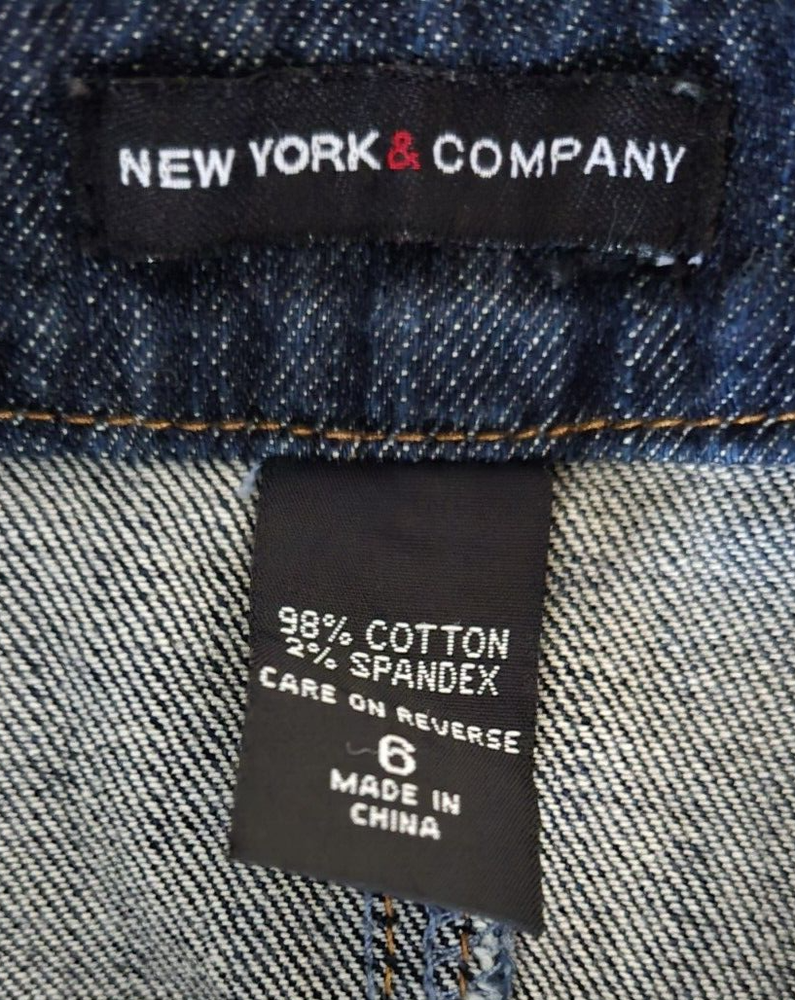 NEW YORK & COMPANY
98% COTTON
2% SPANDEX
CARE ON REVERSE
6
MADE IN
CHINA